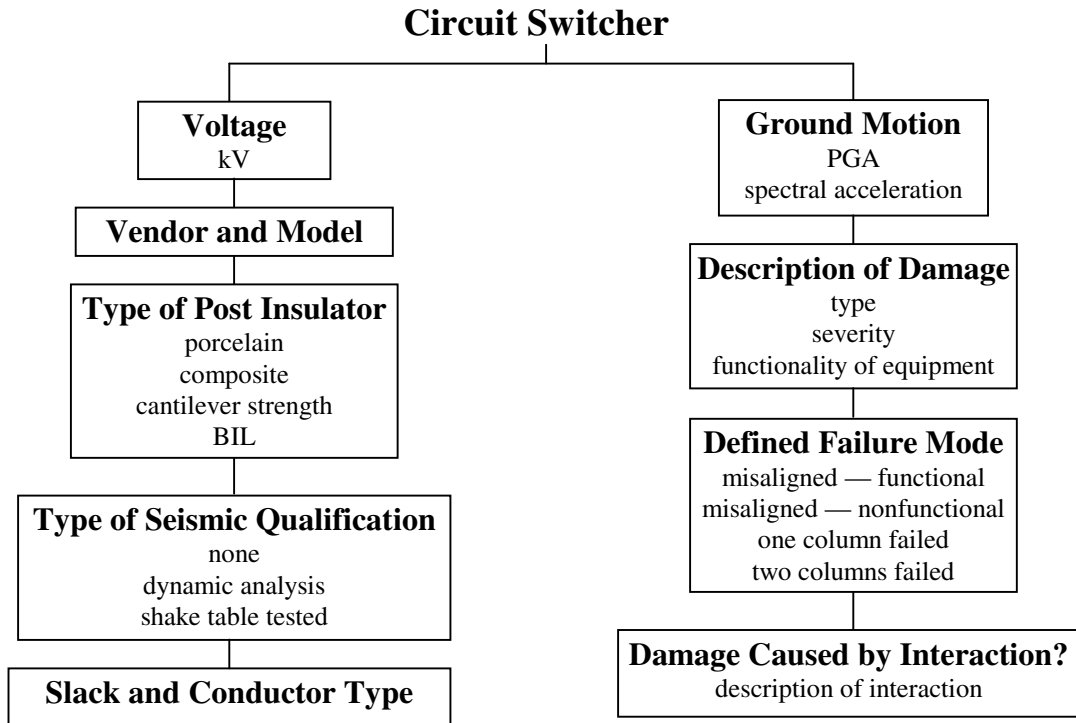 Circuit Switcher
Voltage
kV
Vendor and Model
Type of Post Insulator
porcelain
composite
cantilever strength
BIL
Type of Seismic Qualification
none
dynamic analysis
shake table tested
Slack and Conductor Type
Ground Motion
PGA
spectral acceleration
Description of Damage
type
severity
functionality of equipment
Defined Failure Mode
misaligned — functional
misaligned — nonfunctional
one column failed
two columns failed
Damage Caused by Interaction?
description of interaction